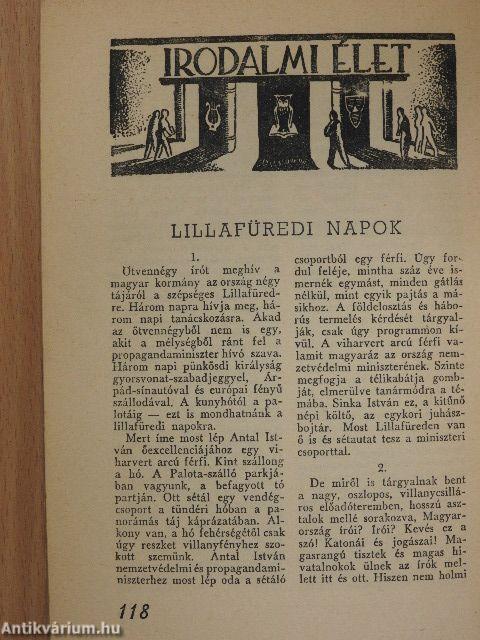 IRODALMI ÉLET
LILLAFÜREDI NAPOK
1.
Ötvennégy írót meghív a
magyar kormány az ország négy
tájáról a szépséges Lillafüred-
re. Három napra hívja meg, há-
rom napi tanácskozásra. Akad
az ötvennégyből nem is egy,
akit a mélységből ránt fel a
propagandaminiszter hívó szava.
Három napi pünkösdi királyság
gyorsvonat-szabadjeggyel, Ár-
pád-sínautóval és európai fényű
szállodával. A kunyhótól a pa-
lotáig — ezt is mondhatnánk a
lillafüredi napokra.
Mert íme most lép Antal Ist-
ván őexcellenciájához egy vi-
harvert arcú férfi. Kint szállong
a hó. A Palota-szálló parkjá-
ban vagyunk, a befagyott tó
partján. Ott sétál egy vendég-
csoport a tündéri hóban a pa-
norámás táj káprázatában. Al-
kony van, a hó fehérségétől csak
úgy reszket villanyfényhez szo-
kott szemünk. Antal István
nemzetvédelmi és propagandami-
niszterhez most lép oda a sétáló
csoportból egy férfi. Úgy for-
dul feléje, mintha száz éve is-
mernék egymást, minden gátlás
nélkül, mint egyik pajtás a má-
sikhoz. A földelosztás és hábo-
rús termelés kérdését tárgyal-
ják, csak úgy programmon kí-
vül. A viharvert arcú férfi va-
lamit magyaráz az ország nem-
zetvédelmi miniszterének. Szinte
megfogja a télikabátja gomb-
ját, elmerülve tanármódra a té-
mába. Sinka István ez, a kitűnő
népi költő, az egykori juhász-
bojtár. Most Lillafüreden van
ő is és sétautat tesz a miniszteri
csoporttal.
2.
De miről is tárgyalnak bent
a nagy, oszlopos, villanycsillá-
ros előadóteremben, hosszú asz-
talok mellé sorakozva, Magyar-
ország írói? Írói? Kevés ez a
szó! Katonái és jogászai! Ma-
gasrangú tisztek és magas hi-
vatalnokok ülnek az írók mel-
lett itt és ott. Hiszen nem holmi
118
Antikvárium.hu